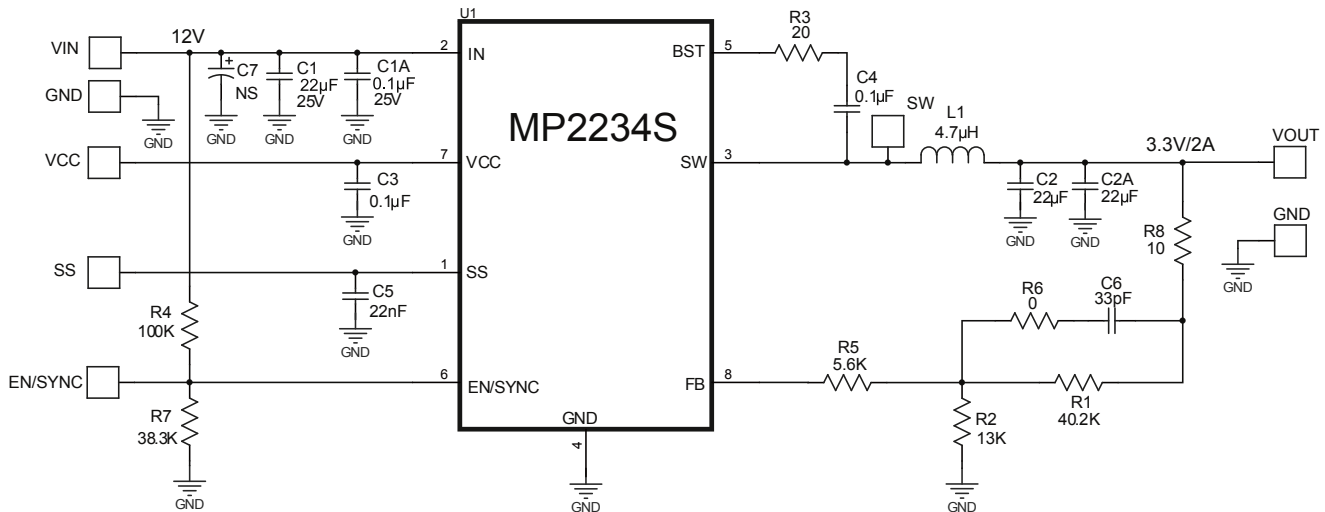 U1
MP2234S
VIN
12V
2
IN
GND
GND
C7
NS
GND
C1
22µF
25V
GND
C1A
0.1µF
25V
GND
VCC
7
VCC
C3
0.1µF
GND
SS
1
SS
C5
22nF
GND
R4
100K
EN/SYNC
6
EN/SYNC
R7
38.3K
GND
GND
4
GND
BST
5
R3
20
C4
0.1µF
SW
SW
3
L1
4.7µH
3.3V/2A
VOUT
C2
22µF
GND
C2A
22µF
GND
GND
GND
R8
10
R6
0
C6
33pF
FB
8
R5
5.6K
R1
40.2K
R2
13K
GND